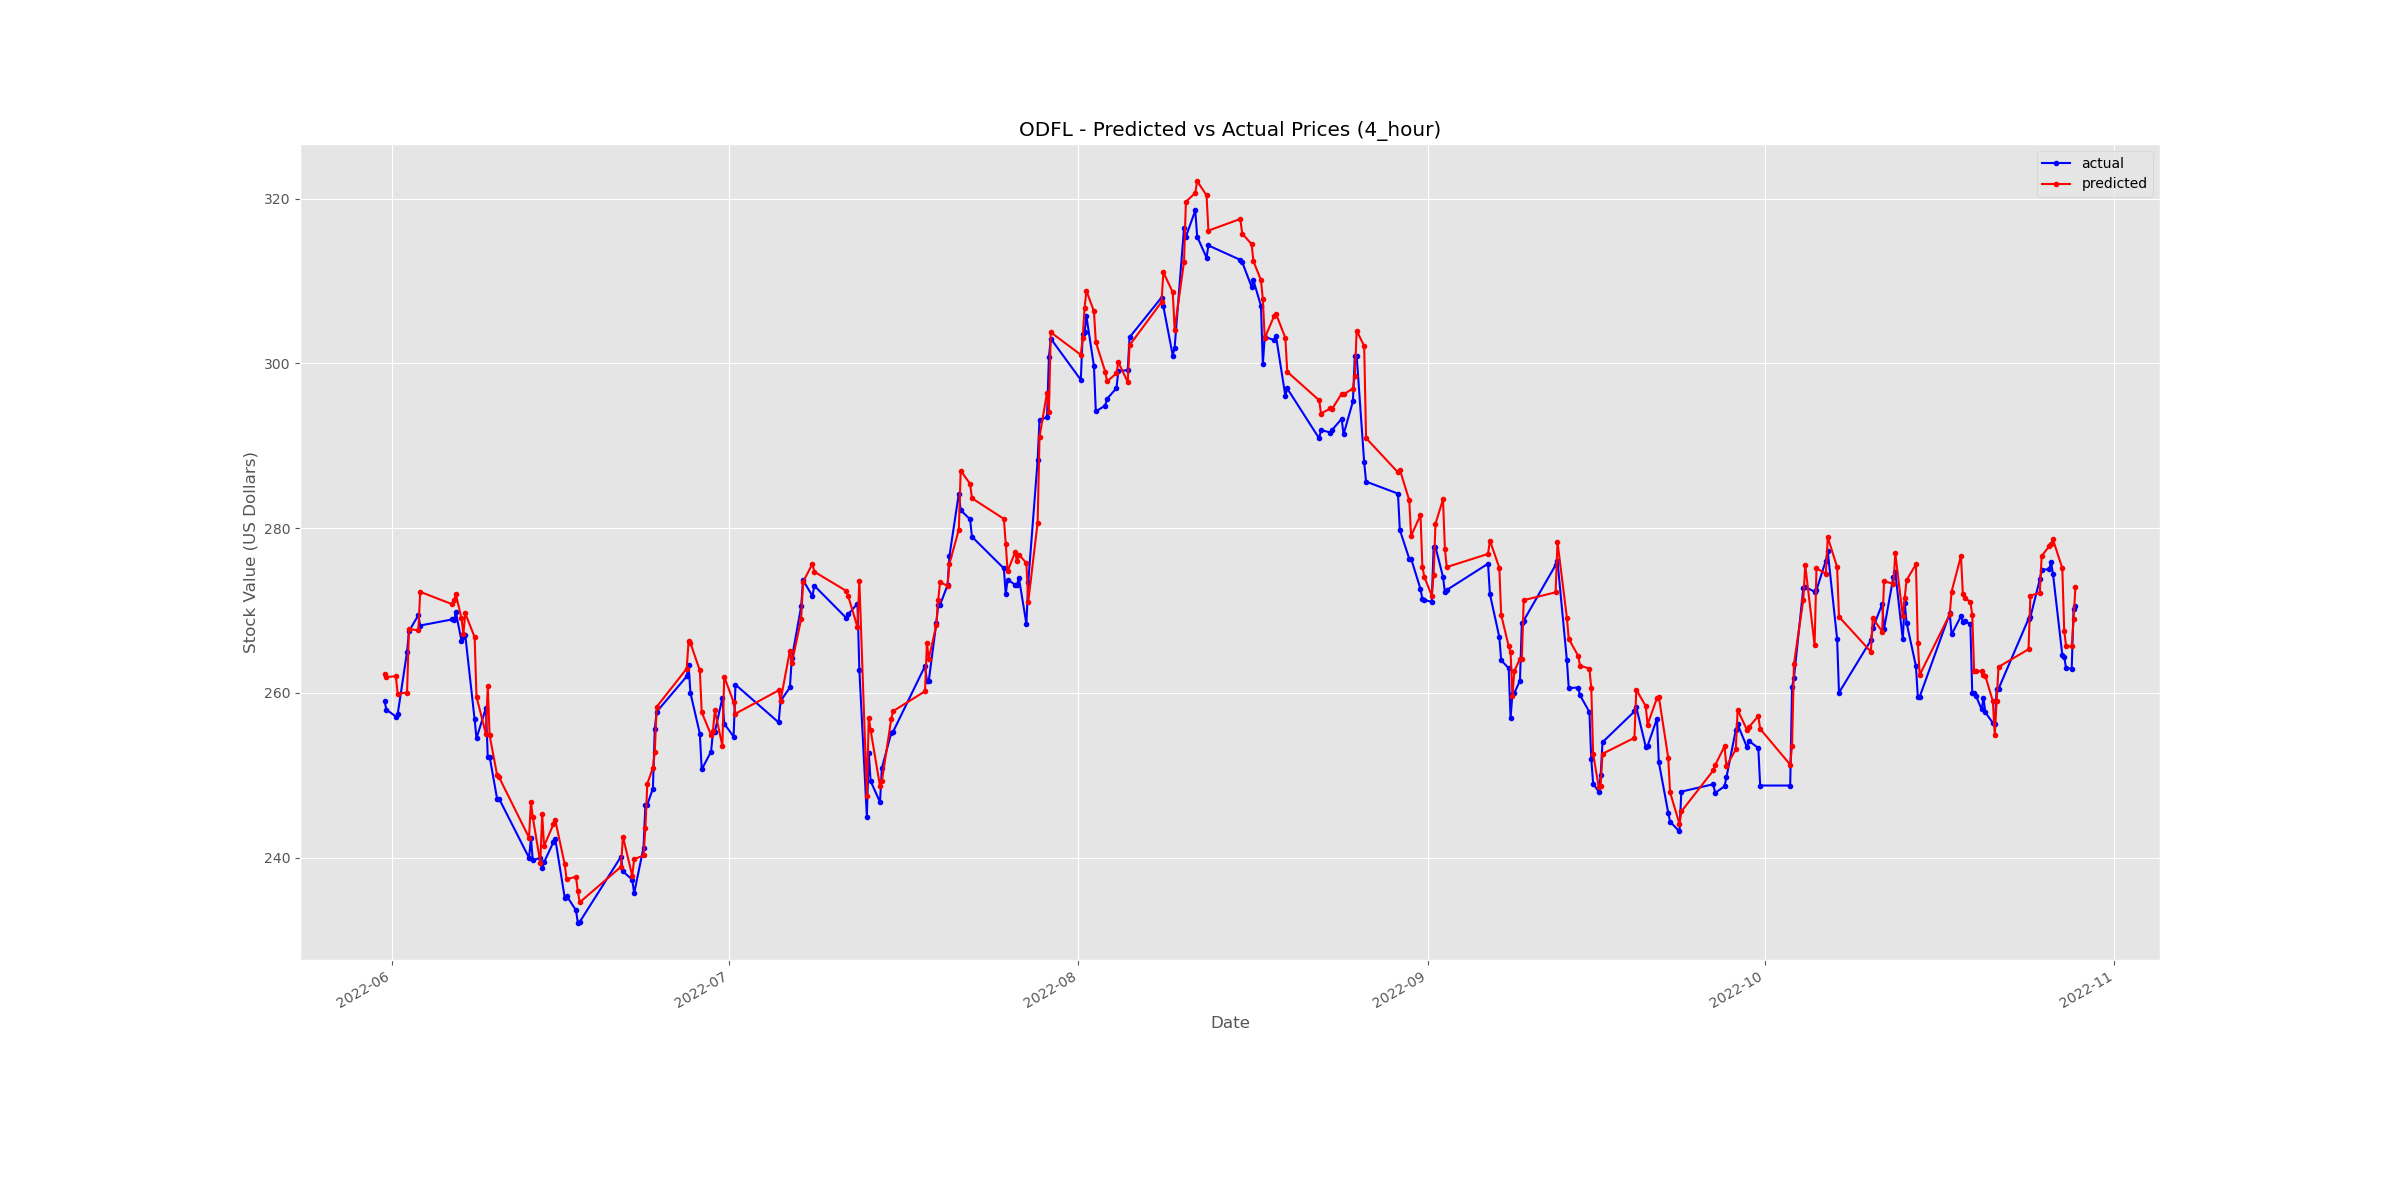 ODFL - Predicted vs Actual Prices (4_hour)
actual
predicted
320
300
280
260
240
Stock Value (US Dollars)
2022-06
2022-07
2022-08
2022-09
2022-10
2022-11
Date